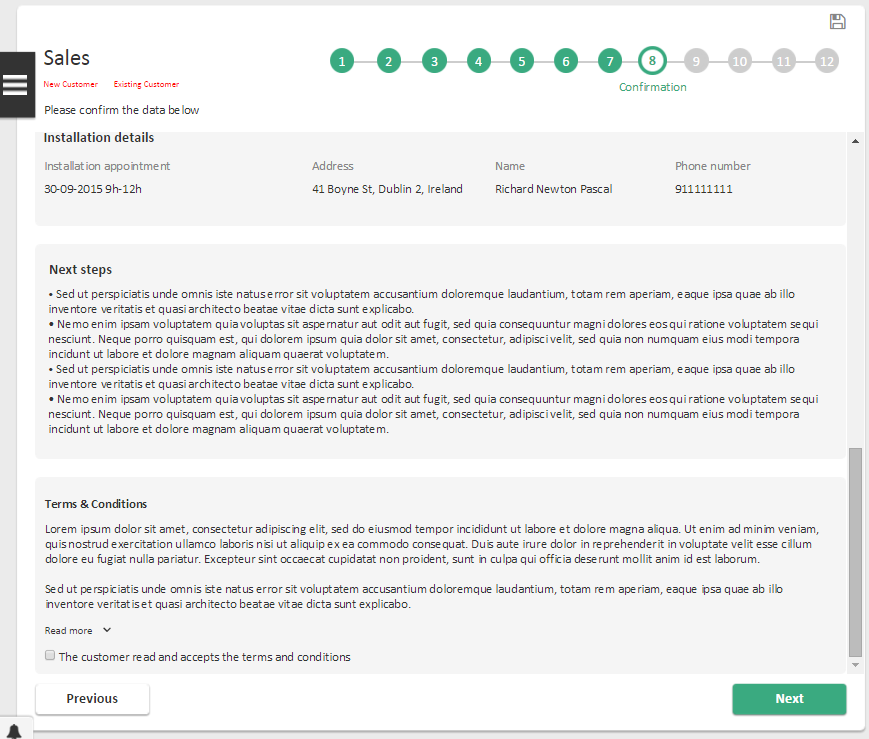 Sales
1 2 3 4 5 6 7 8 9 10 11 12
New Customer Existing Customer
Confirmation
Please confirm the data below
Installation details
Installation appointment Address Name Phone number
30-09-2015 9h-12h 41 Boyne St, Dublin 2, Ireland Richard Newton Pascal 911111111
Next steps
• Sed ut perspiciatis unde omnis iste natus error sit voluptatem accusantium doloremque laudantium, totam rem aperiam, eaque ipsa quae ab illo
inventore veritatis et quasi architecto beatae vitae dicta sunt explicabo.
• Nemo enim ipsam voluptatem quia voluptas sit aspernatur aut odit aut fugit, sed quia consequuntur magni dolores eos qui ratione voluptatem sequi
nesciunt. Neque porro quisquam est, qui dolorem ipsum quia dolor sit amet, consectetur, adipisci velit, sed quia non numquam eius modi tempora
incidunt ut labore et dolore magnam aliquam quaerat voluptatem.
• Sed ut perspiciatis unde omnis iste natus error sit voluptatem accusantium doloremque laudantium, totam rem aperiam, eaque ipsa quae ab illo
inventore veritatis et quasi architecto beatae vitae dicta sunt explicabo.
• Nemo enim ipsam voluptatem quia voluptas sit aspernatur aut odit aut fugit, sed quia consequuntur magni dolores eos qui ratione voluptatem sequi
nesciunt. Neque porro quisquam est, qui dolorem ipsum quia dolor sit amet, consectetur, adipisci velit, sed quia non numquam eius modi tempora
incidunt ut labore et dolore magnam aliquam quaerat voluptatem.
Terms & Conditions
Lorem ipsum dolor sit amet, consectetur adipiscing elit, sed do eiusmod tempor incididunt ut labore et dolore magna aliqua. Ut enim ad minim veniam,
quis nostrud exercitation ullamco laboris nisi ut aliquip ex ea commodo consequat. Duis aute irure dolor in reprehenderit in voluptate velit esse cillum
dolore eu fugiat nulla pariatur. Excepteur sint occaecat cupidatat non proident, sunt in culpa qui officia deserunt mollit anim id est laborum.
Sed ut perspiciatis unde omnis iste natus error sit voluptatem accusantium doloremque laudantium, totam rem aperiam, eaque ipsa quae ab illo
inventore veritatis et quasi architecto beatae vitae dicta sunt explicabo.
Read more
The customer read and accepts the terms and conditions
Previous Next